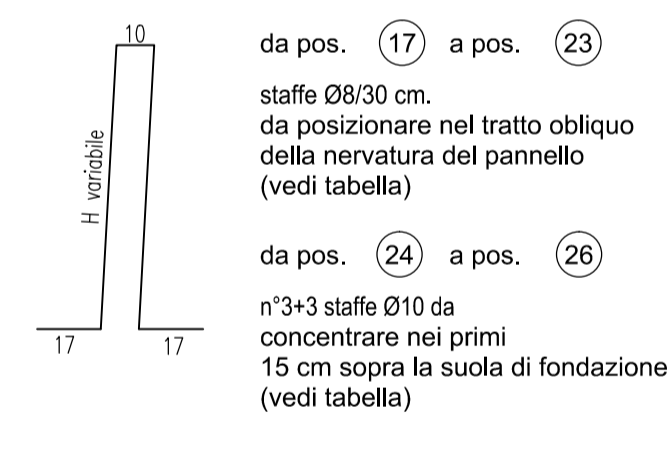 10
H variabile
17
17
da pos. 17 a pos. 23
staffe Ø8/30 cm.
da posizionare nel tratto obliquo
della nervatura del pannello
(vedi tabella)
da pos. 24 a pos. 26
n°3+3 staffe Ø10 da
concentrare nei primi
15 cm sopra la suola di fondazione
(vedi tabella)